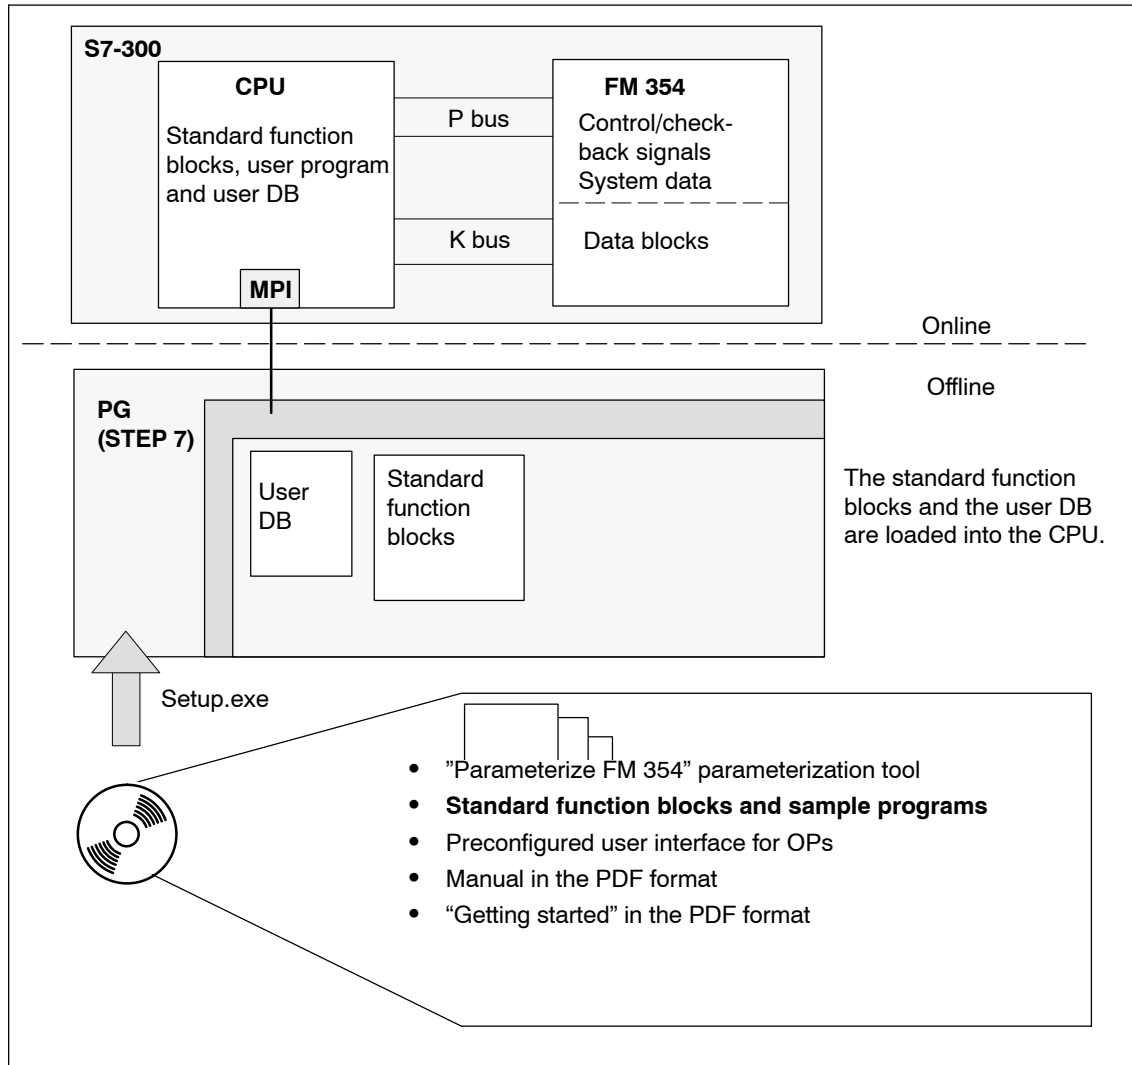 S7-300
CPU
Standard function
blocks, user program
and user DB
MPI
P bus
K bus
FM 354
Control/check-
back signals
System data
Data blocks
Online
Offline
PG
(STEP 7)
User
DB
Standard
function
blocks
The standard function
blocks and the user DB
are loaded into the CPU.
Setup.exe
• ”Parameterize FM 354” parameterization tool
• Standard function blocks and sample programs
• Preconfigured user interface for OPs
• Manual in the PDF format
• “Getting started” in the PDF format